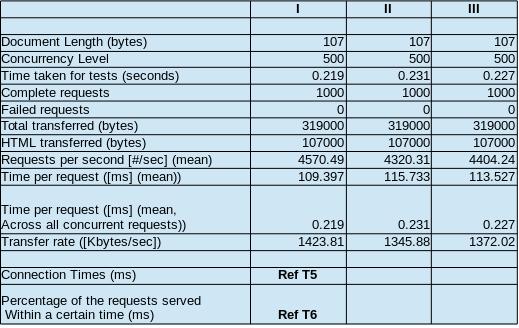 I II III
Document Length (bytes) 107 107 107
Concurrency Level 500 500 500
Time taken for tests (seconds) 0.219 0.231 0.227
Complete requests 1000 1000 1000
Failed requests 0 0 0
Total transferred (bytes) 319000 319000 319000
HTML transferred (bytes) 107000 107000 107000
Requests per second [#/sec] (mean) 4570.49 4320.31 4404.24
Time per request ([ms] (mean)) 109.397 115.733 113.527
Time per request ([ms] (mean,
Across all concurrent requests)) 0.219 0.231 0.227
Transfer rate ([Kbytes/sec]) 1423.81 1345.88 1372.02
Connection Times (ms) Ref T5
Percentage of the requests served
Within a certain time (ms) Ref T6